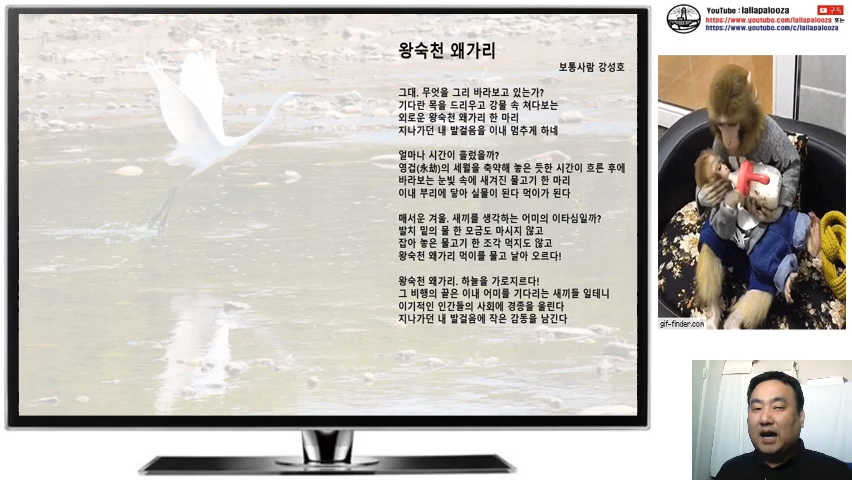 왕숙천 왜가리
보통사람 강성호
그대. 무엇을 그리 바라보고 있는가?
기다란 목을 드리우고 강물 속 쳐다보는
외로운 왕숙천 왜가리 한 마리
지나가던 내 발걸음을 이내 멈추게 하네
얼마나 시간이 흘렀을까?
영겁(永劫)의 세월을 축약해 놓은 듯한 시간이 흐른 후에
바라보는 눈빛 속에 새겨진 물고기 한 마리
이내 부리에 닿아 실물이 된다 먹이가 된다
매서운 겨울. 새끼를 생각하는 어미의 이타심일까?
발치 밑의 물 한 모금도 마시지 않고
잡아 놓은 물고기 한 조각 먹지도 않고
왕숙천 왜가리 먹이를 물고 날아 오르다!
왕숙천 왜가리. 하늘을 가로지르다!
그 비행의 끝은 이내 어미를 기다리는 새끼들 일테니
이기적인 인간들의 사회에 경종을 울린다
지나가던 내 발걸음에 작은 감동을 남긴다
YouTube : lallapalooza 구독
https://www.youtube.com/lallapalooza 또는
https://www.youtube.com/c/lallapalooza
gif-finder.com